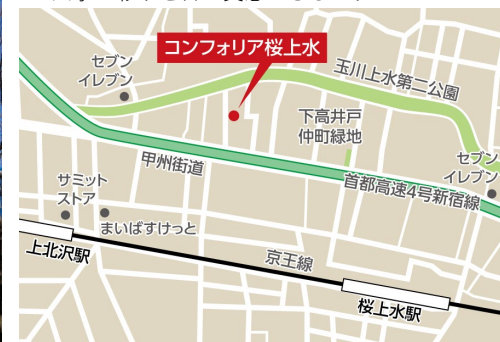 コンフォリア桜上水
セブン
イレブン
玉川上水第二公園
下高井戸
仲町緑地
セブン
イレブン
甲州街道
首都高速4号新宿線
サミット
ストア
まいばすけっと
上北沢駅
京王線
桜上水駅